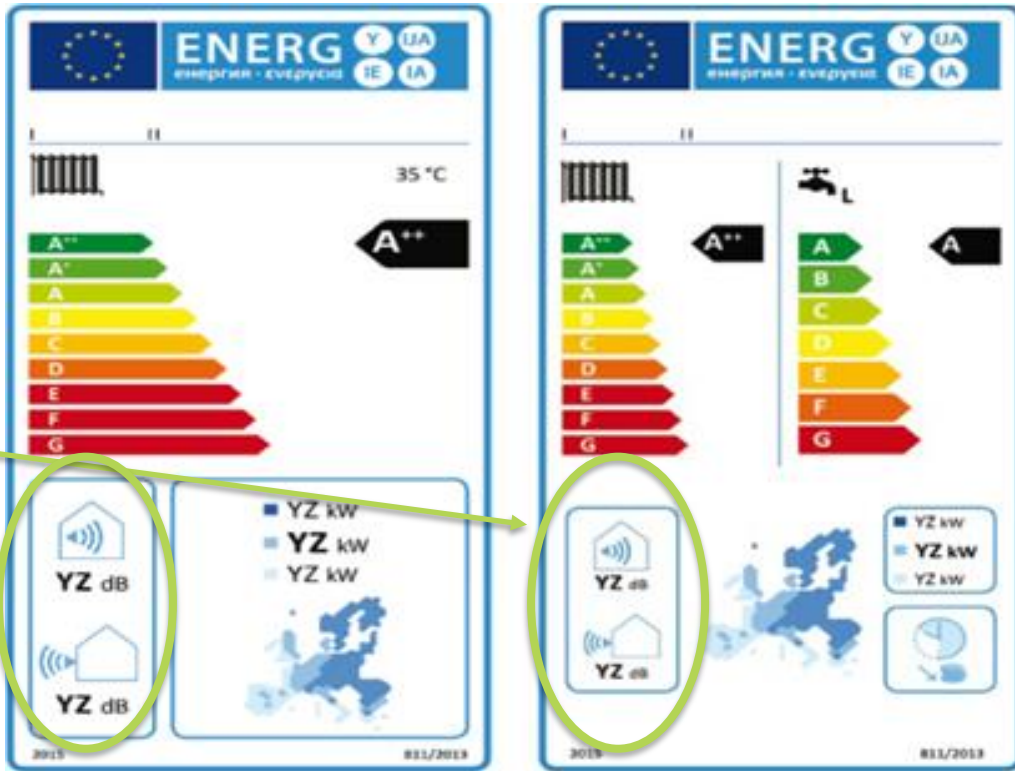 ENERG Y UA
енергия · ενεργεια IE IA
I II
35 °C
A++
A++
A+
A
B
C
D
E
F
G
YZ dB
YZ dB
YZ kW
YZ kW
YZ kW
2015 811/2013
ENERG Y UA
енергия · ενεργεια IE IA
I II
L
A++
A++
A+
A
B
C
D
E
F
G
A
A
B
C
D
E
F
G
YZ dB
YZ dB
YZ kW
YZ kW
YZ kW
2015 811/2013